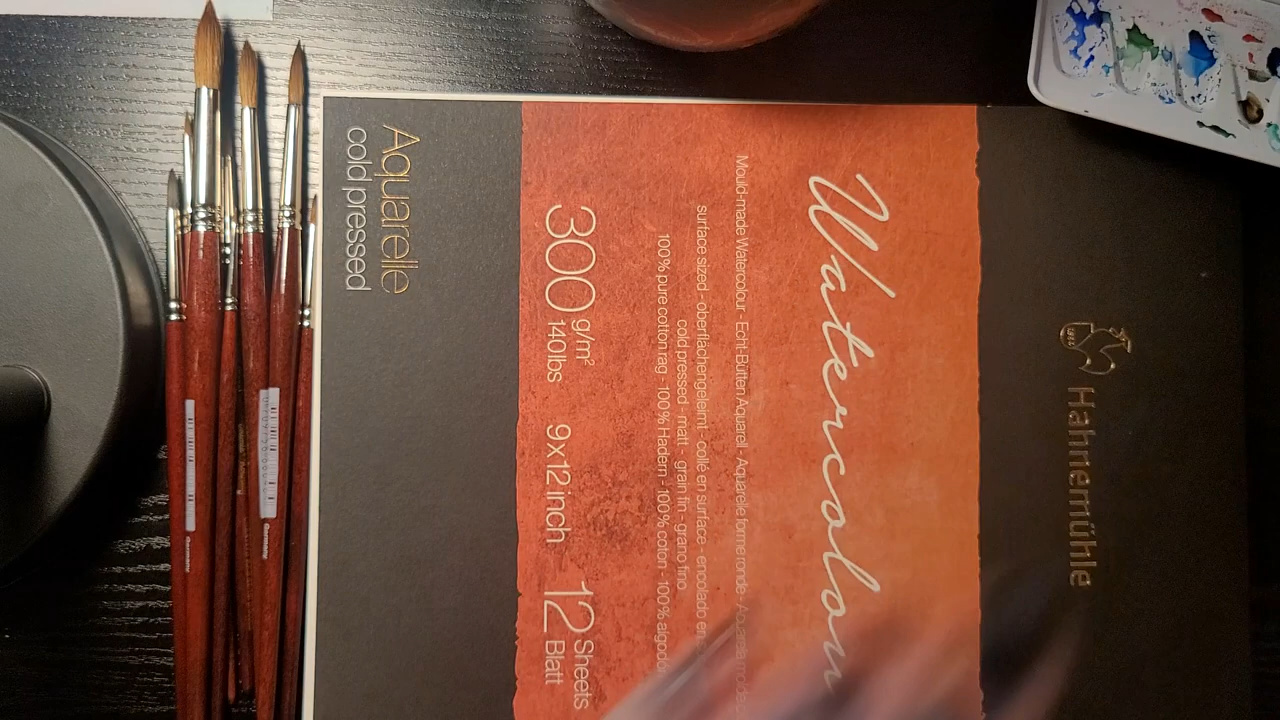 Hahnemühle
Watercolour
Mould-made Watercolour - Echt-Bütten Aquarell - Aquarelle forme ronde -
surface sized - oberflächengeleimt - collé en surface - encolado en
cold pressed - matt - grain fin - grano fino
100% pure cotton rag - 100% Hadern - 100% coton - 100%
300 g/m² 140lbs 9x12 inch 12 Sheets Blatt
Aquarelle
cold pressed